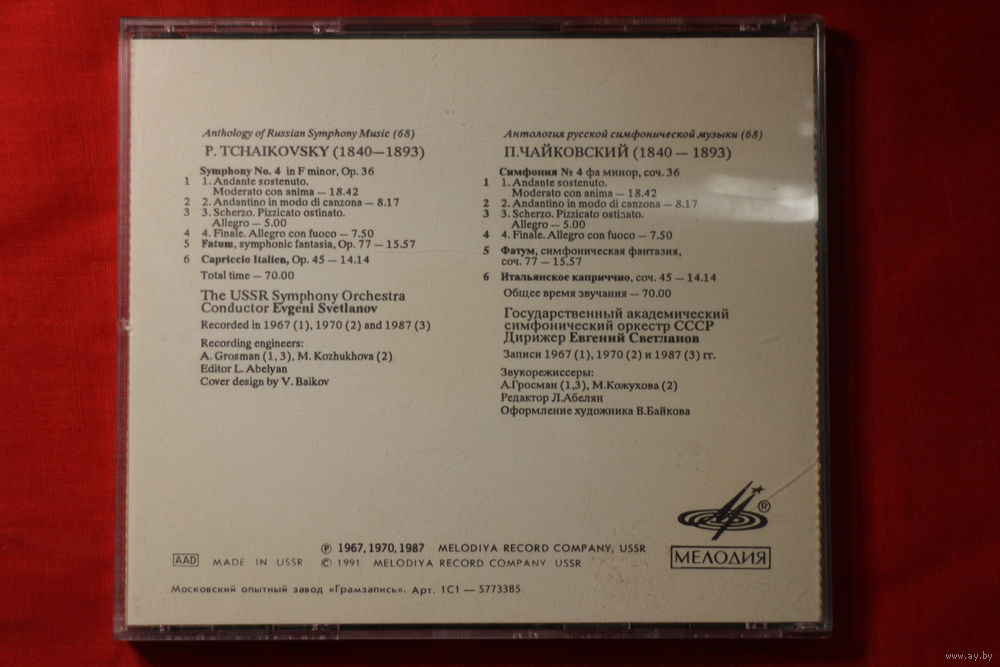 Anthology of Russian Symphony Music (68)
P. TCHAIKOVSKY (1840—1893)
Symphony No. 4 in F minor, Op. 36
1 1. Andante sostenuto.
Moderato con anima — 18.42
2 2. Andantino in modo di canzona — 8.17
3 3. Scherzo. Pizzicato ostinato.
Allegro — 5.00
4 4. Finale. Allegro con fuoco — 7.50
5 Fatum, symphonic fantasia, Op. 77 — 15.57
6 Capriccio Italien, Op. 45 — 14.14
Total time — 70.00
The USSR Symphony Orchestra
Conductor Evgeni Svetlanov
Recorded in 1967 (1), 1970 (2) and 1987 (3)
Recording engineers:
A. Grosman (1, 3), M. Kozhukhova (2)
Editor L. Abelyan
Cover design by V. Baikov
Антология русской симфонической музыки (68)
П.ЧАЙКОВСКИЙ (1840 — 1893)
Симфония № 4 фа минор, соч. 36
1 1. Andante sostenuto.
Moderato con anima — 18.42
2 2. Andantino in modo di canzona — 8.17
3 3. Scherzo. Pizzicato ostinato.
Allegro — 5.00
4 4. Finale. Allegro con fuoco — 7.50
5 Фатум, симфоническая фантазия,
соч. 77 — 15.57
6 Итальянское каприччио, соч. 45 — 14.14
Общее время звучания — 70.00
Государственный академический
симфонический оркестр СССР
Дирижер Евгений Светланов
Записи 1967 (1), 1970 (2) и 1987 (3) гг.
Звукорежиссеры:
А.Гросман (1,3), М.Кожухова (2)
Редактор Л.Абелян
Оформление художника В.Байкова
®
МЕЛОДИЯ
℗ 1967, 1970, 1987 MELODIYA RECORD COMPANY, USSR
AAD MADE IN USSR © 1991 MELODIYA RECORD COMPANY USSR
Московский опытный завод «Грамзапись». Арт. 1С1 — 5773385
www.ay.by